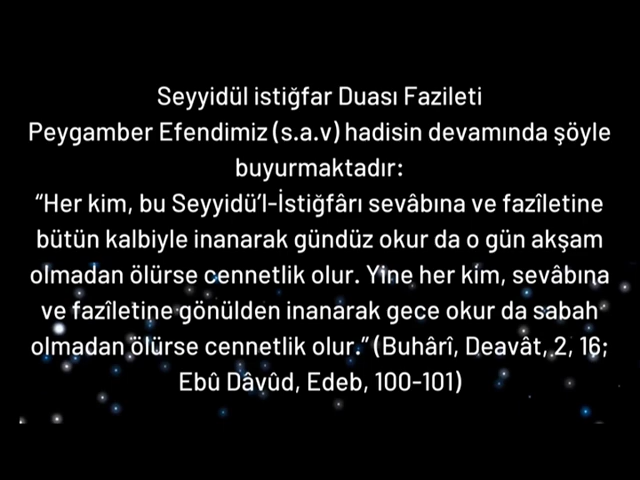 Seyyidül istiğfar Duası Fazileti
Peygamber Efendimiz (s.a.v) hadisin devamında şöyle
buyurmaktadır:
“Her kim, bu Seyyidü’l-İstiğfârı sevâbına ve fazîletine
bütün kalbiyle inanarak gündüz okur da o gün akşam
olmadan ölürse cennetlik olur. Yine her kim, sevâbına
ve fazîletine gönülden inanarak gece okur da sabah
olmadan ölürse cennetlik olur.” (Buhârî, Deavât, 2, 16;
Ebû Dâvûd, Edeb, 100-101)